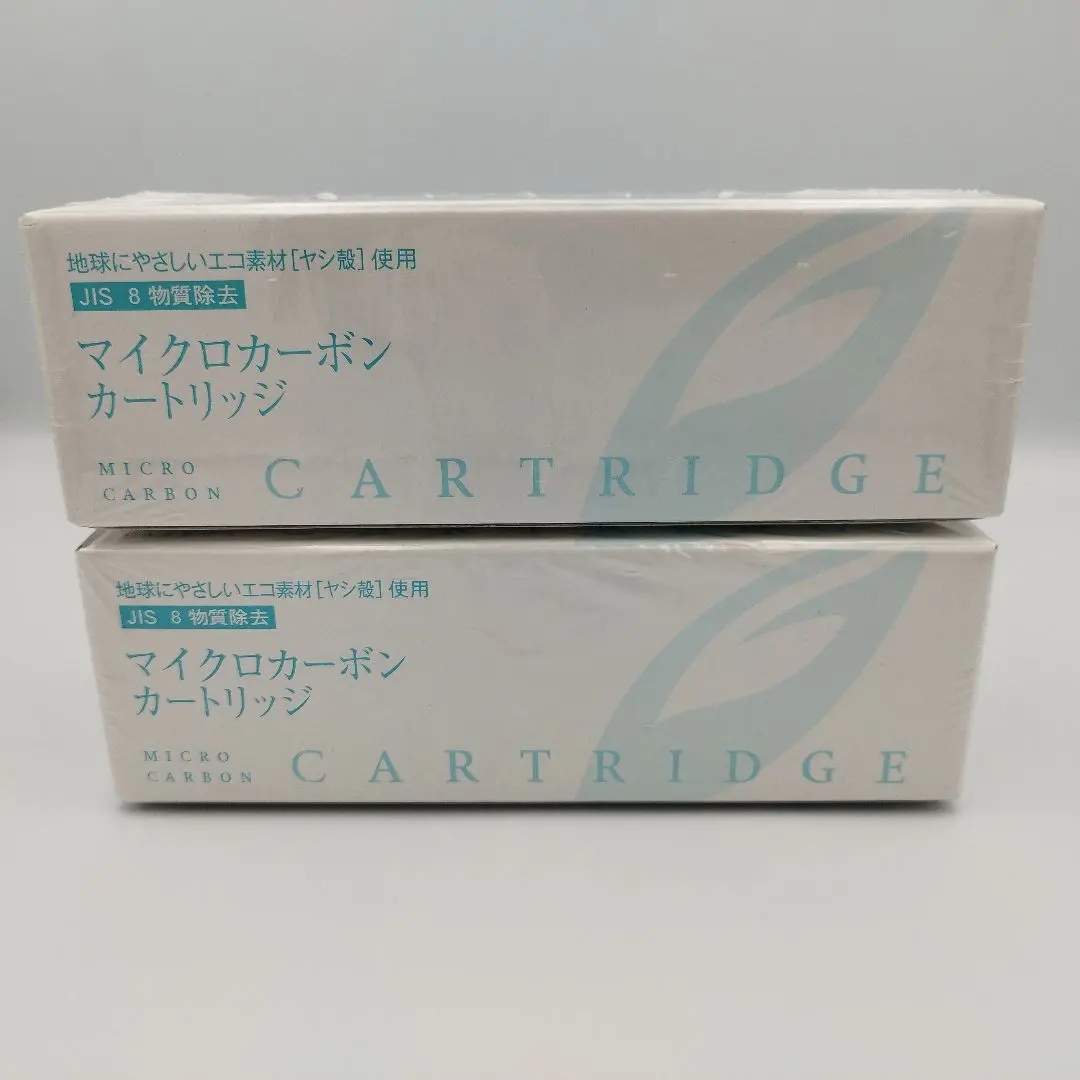 地球にやさしいエコ素材［ヤシ殻］使用
JIS 8 物質除去
マイクロカーボン
カートリッジ
MICRO
CARBON
CARTRIDGE
地球にやさしいエコ素材［ヤシ殻］使用
JIS 8 物質除去
マイクロカーボン
カートリッジ
MICRO
CARBON
CARTRIDGE